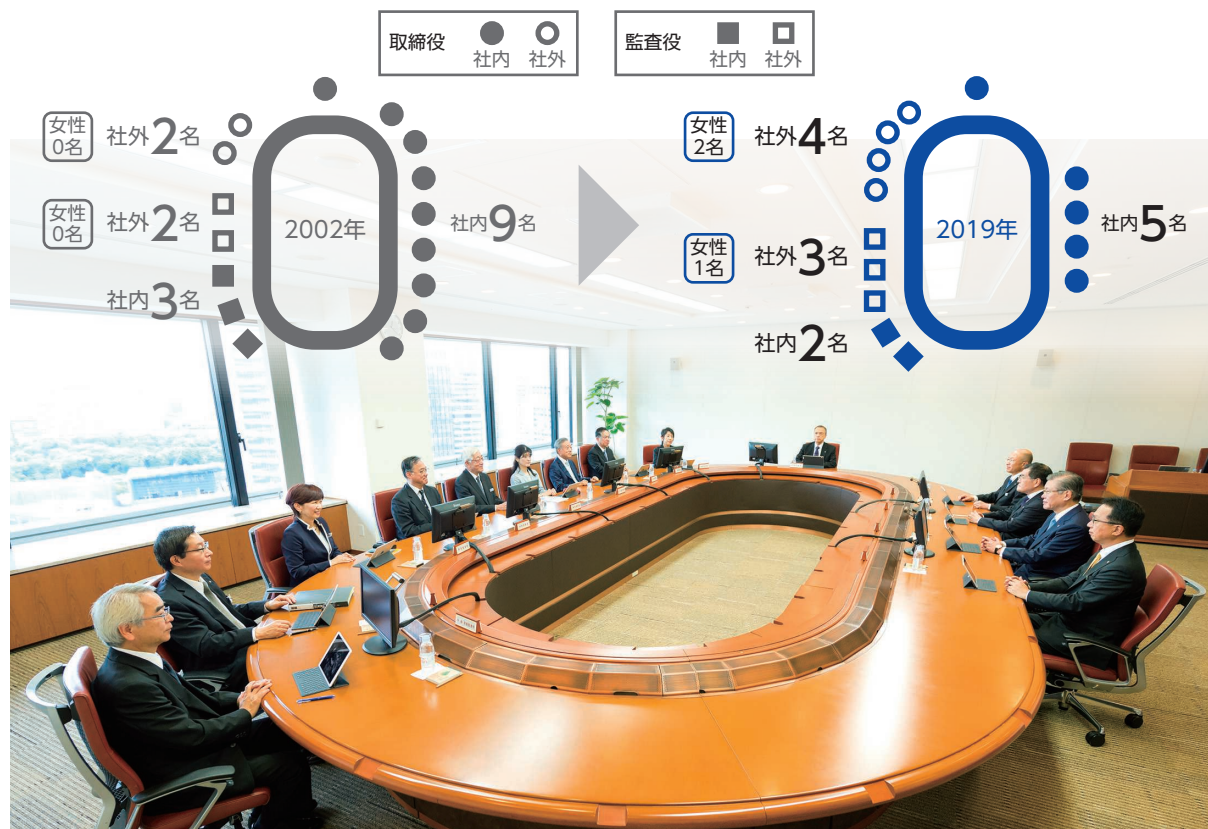 取締役
社内 社外
監査役
社内 社外
女性
0名
社外2名
女性
0名
社外2名
社内3名
2002年
社内9名
女性
2名
社外4名
女性
1名
社外3名
社内2名
2019年
社内5名